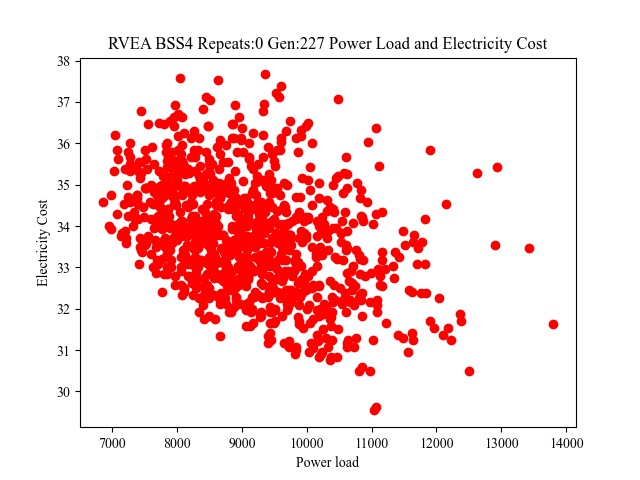 RVEA BSS4 Repeats:0 Gen:227 Power Load and Electricity Cost
38
37
36
35
34
33
32
31
30
Electricity Cost
7000 8000 9000 10000 11000 12000 13000 14000
Power load